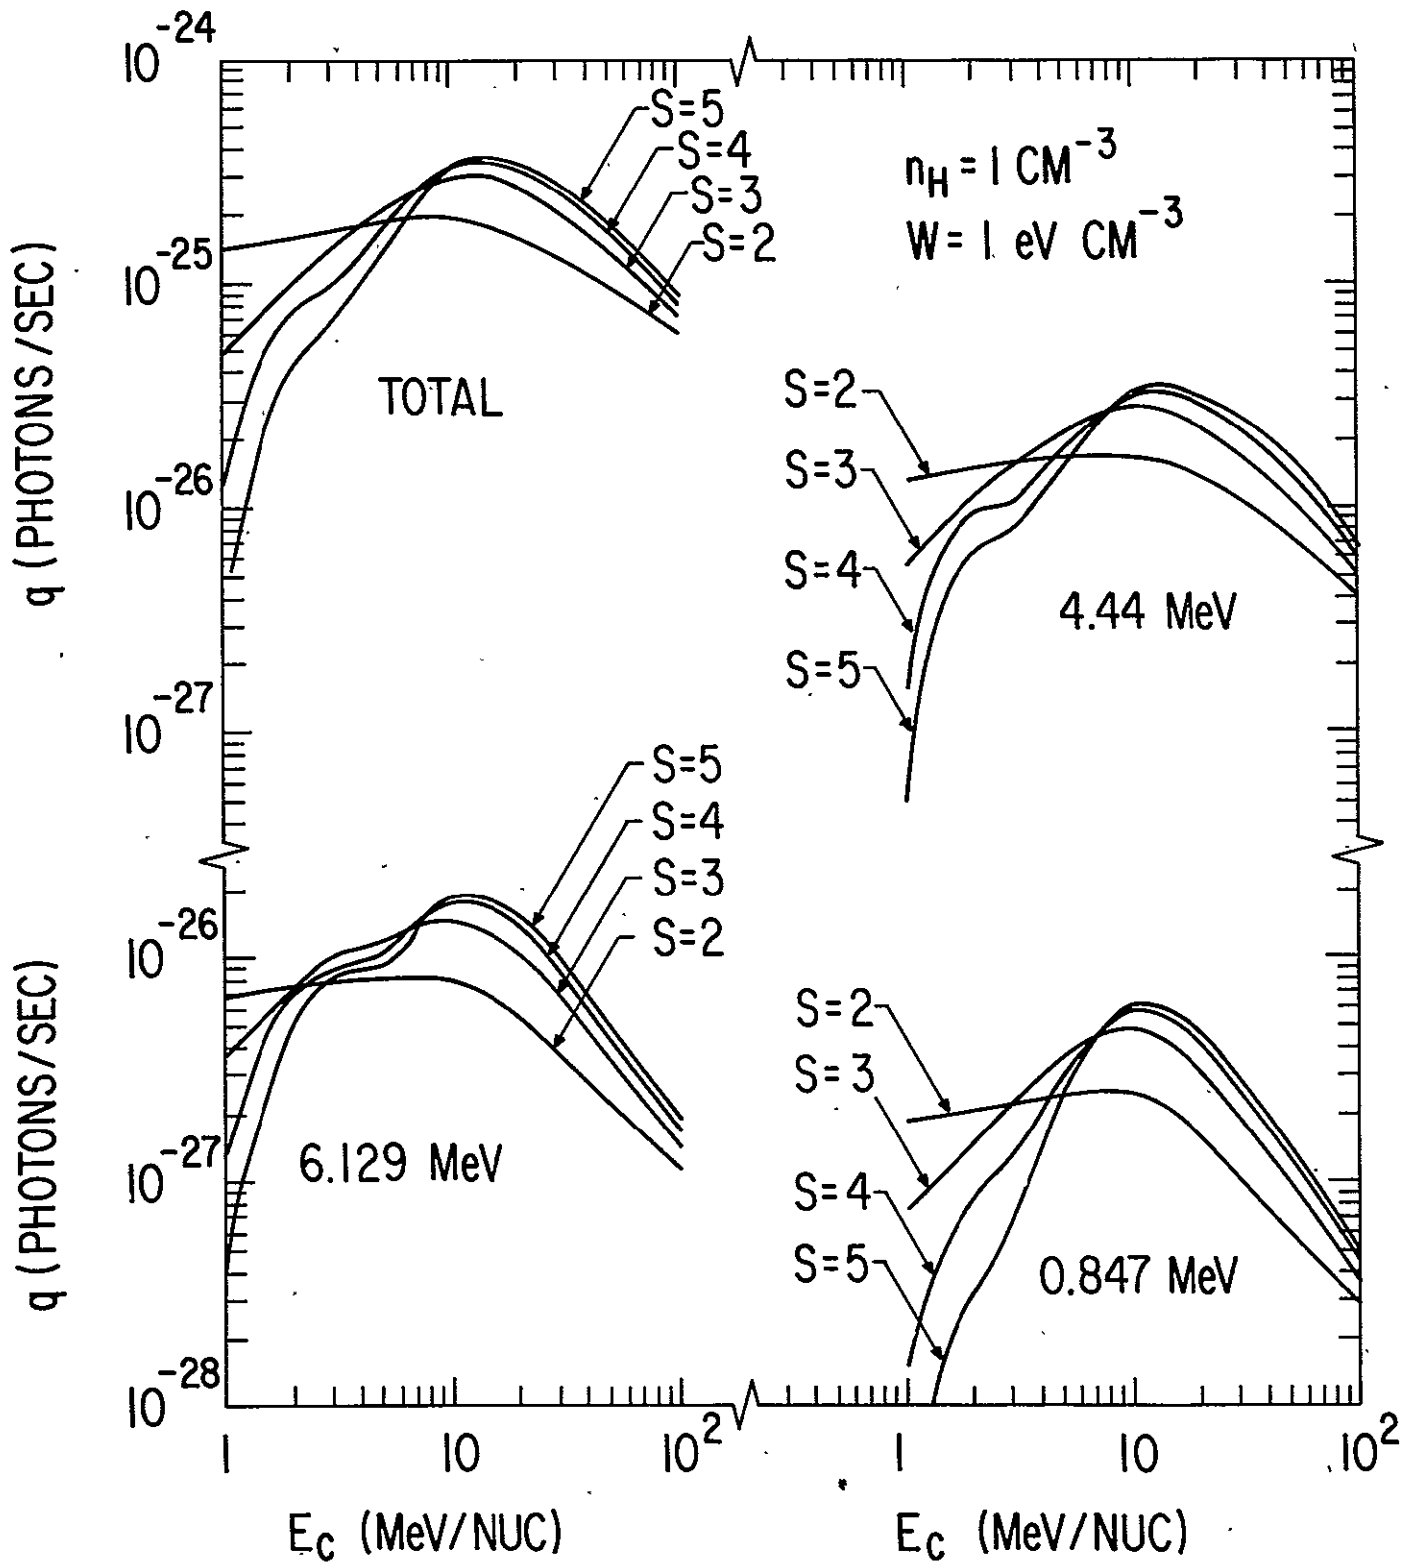 10^-24
10^-25
10^-26
10^-27
q (PHOTONS/SEC)
S=5
S=4
S=3
S=2
TOTAL
n_H = 1 CM^-3
W = 1 eV CM^-3
S=2
S=3
S=4
S=5
4.44 MeV
10^-26
10^-27
10^-28
q (PHOTONS/SEC)
S=5
S=4
S=3
S=2
6.129 MeV
S=2
S=3
S=4
S=5
0.847 MeV
1 10 10^2
1 10 10^2
E_C (MeV/NUC)
E_C (MeV/NUC)